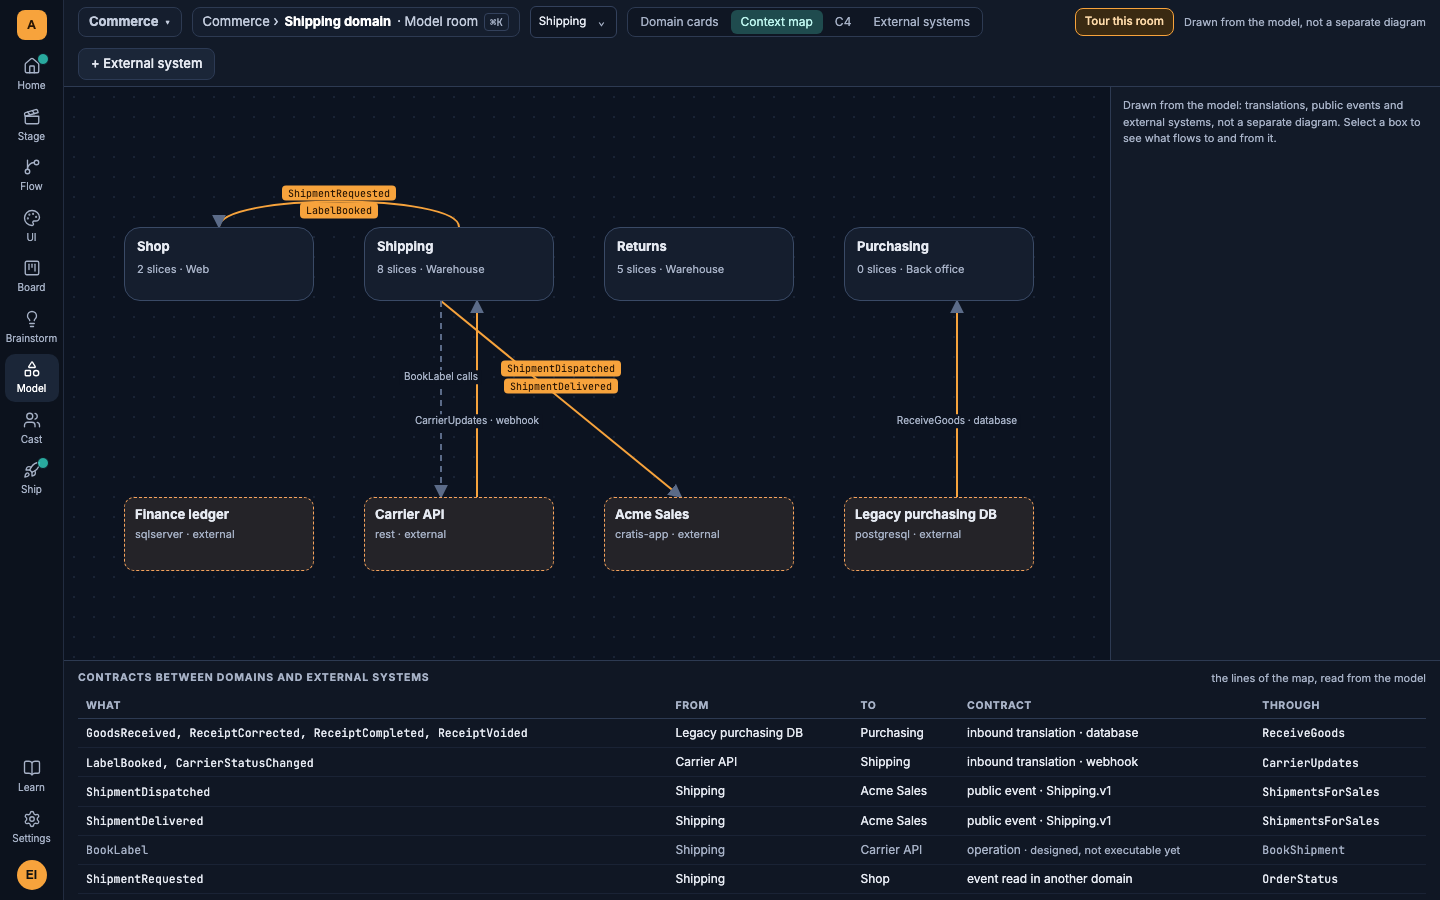 A
Commerce ▾
Commerce › Shipping domain · Model room ⌘K
Shipping
Domain cards
Context map
C4
External systems
Tour this room
Drawn from the model, not a separate diagram
+ External system
Home
Stage
Flow
UI
Board
Brainstorm
Model
Cast
Ship
Learn
Settings
EI
Drawn from the model: translations, public events and
external systems, not a separate diagram. Select a box to
see what flows to and from it.
ShipmentRequested
LabelBooked
Shop
2 slices · Web
Shipping
8 slices · Warehouse
Returns
5 slices · Warehouse
Purchasing
0 slices · Back office
ShipmentDispatched
BookLabel calls
ShipmentDelivered
CarrierUpdates · webhook
ReceiveGoods · database
Finance ledger
sqlserver · external
Carrier API
rest · external
Acme Sales
cratis-app · external
Legacy purchasing DB
postgresql · external
CONTRACTS BETWEEN DOMAINS AND EXTERNAL SYSTEMS
the lines of the map, read from the model
WHAT FROM TO CONTRACT THROUGH
GoodsReceived, ReceiptCorrected, ReceiptCompleted, ReceiptVoided Legacy purchasing DB Purchasing inbound translation · database ReceiveGoods
LabelBooked, CarrierStatusChanged Carrier API Shipping inbound translation · webhook CarrierUpdates
ShipmentDispatched Shipping Acme Sales public event · Shipping.v1 ShipmentsForSales
ShipmentDelivered Shipping Acme Sales public event · Shipping.v1 ShipmentsForSales
BookLabel Shipping Carrier API operation · designed, not executable yet BookShipment
ShipmentRequested Shipping Shop event read in another domain OrderStatus